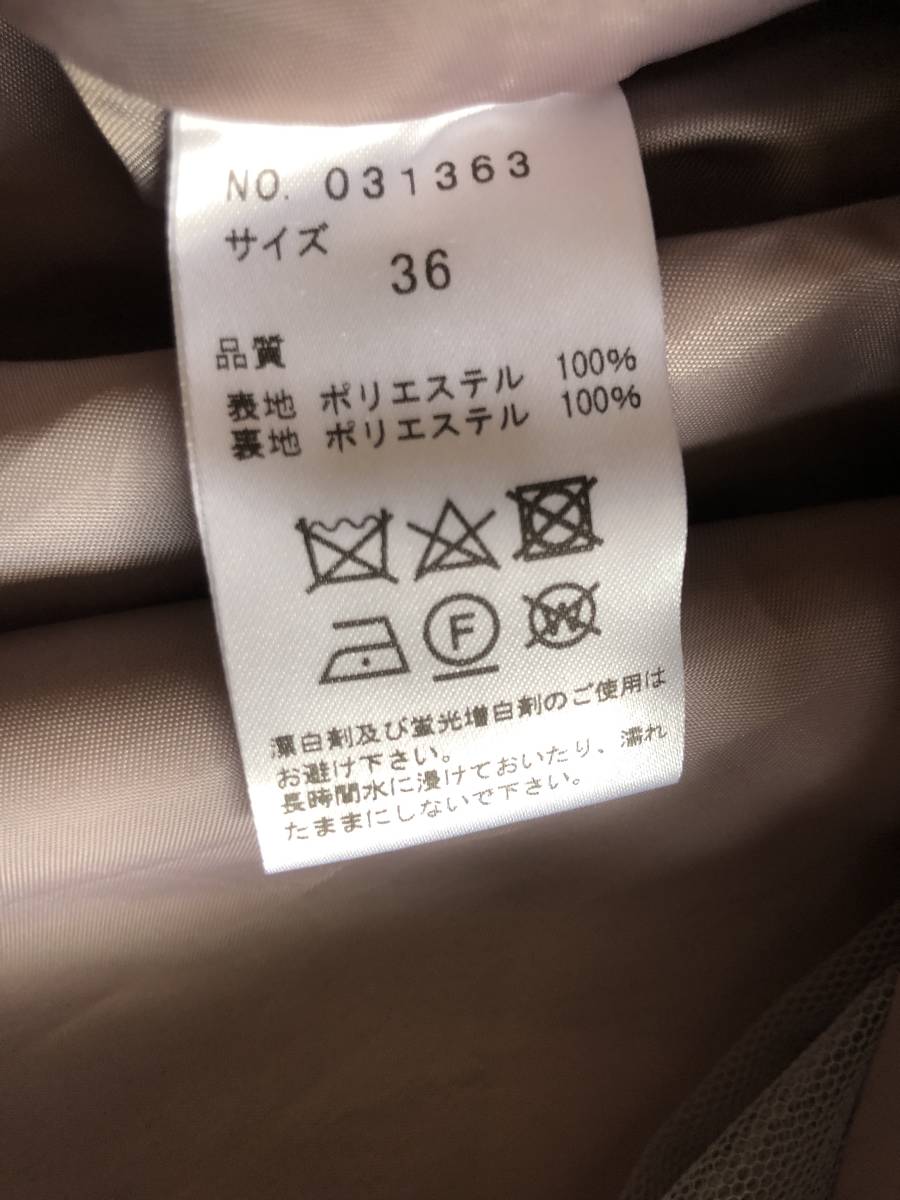 NO. 031363
サイズ
36
品質
表地 ポリエステル 100%
裏地 ポリエステル 100%
F
W
漂白剤及び蛍光増白剤のご使用は
お避け下さい。
長時間水に浸けておいたり、濡れ
たままにしないで下さい。